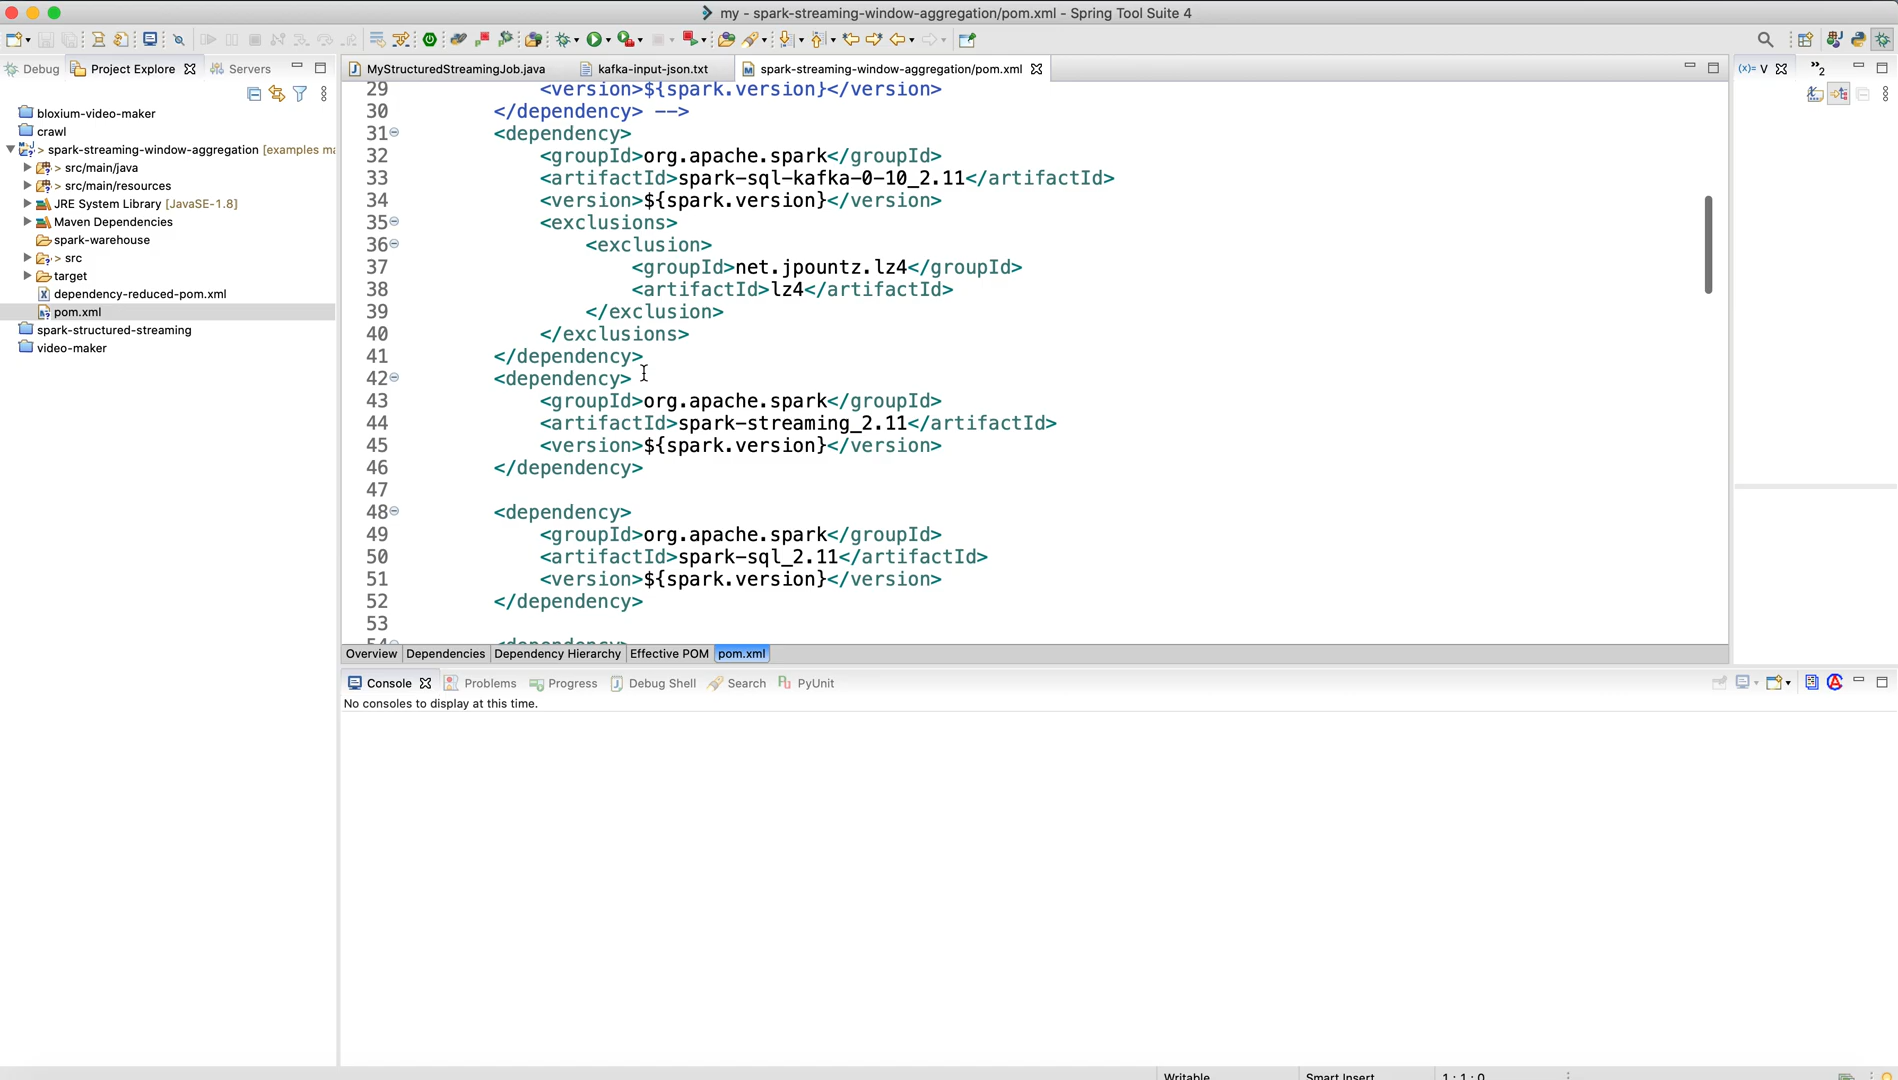 my - spark-streaming-window-aggregation/pom.xml - Spring Tool Suite 4
Debug Project Explore Servers
MyStructuredStreamingJob.java kafka-input-json.txt spark-streaming-window-aggregation/pom.xml
(x)= V »2
bloxium-video-maker
crawl
> spark-streaming-window-aggregation [examples ma
> src/main/java
> src/main/resources
JRE System Library [JavaSE-1.8]
Maven Dependencies
spark-warehouse
> src
target
dependency-reduced-pom.xml
pom.xml
spark-structured-streaming
video-maker
29 <version>${spark.version}</version>
30 </dependency> -->
31 <dependency>
32 <groupId>org.apache.spark</groupId>
33 <artifactId>spark-sql-kafka-0-10_2.11</artifactId>
34 <version>${spark.version}</version>
35 <exclusions>
36 <exclusion>
37 <groupId>net.jpountz.lz4</groupId>
38 <artifactId>lz4</artifactId>
39 </exclusion>
40 </exclusions>
41 </dependency>
42 <dependency>
43 <groupId>org.apache.spark</groupId>
44 <artifactId>spark-streaming_2.11</artifactId>
45 <version>${spark.version}</version>
46 </dependency>
47
48 <dependency>
49 <groupId>org.apache.spark</groupId>
50 <artifactId>spark-sql_2.11</artifactId>
51 <version>${spark.version}</version>
52 </dependency>
53
54 <dependency>
Overview Dependencies Dependency Hierarchy Effective POM pom.xml
Console Problems Progress Debug Shell Search PyUnit
No consoles to display at this time.
Writable Smart Insert 1 : 1 : 0